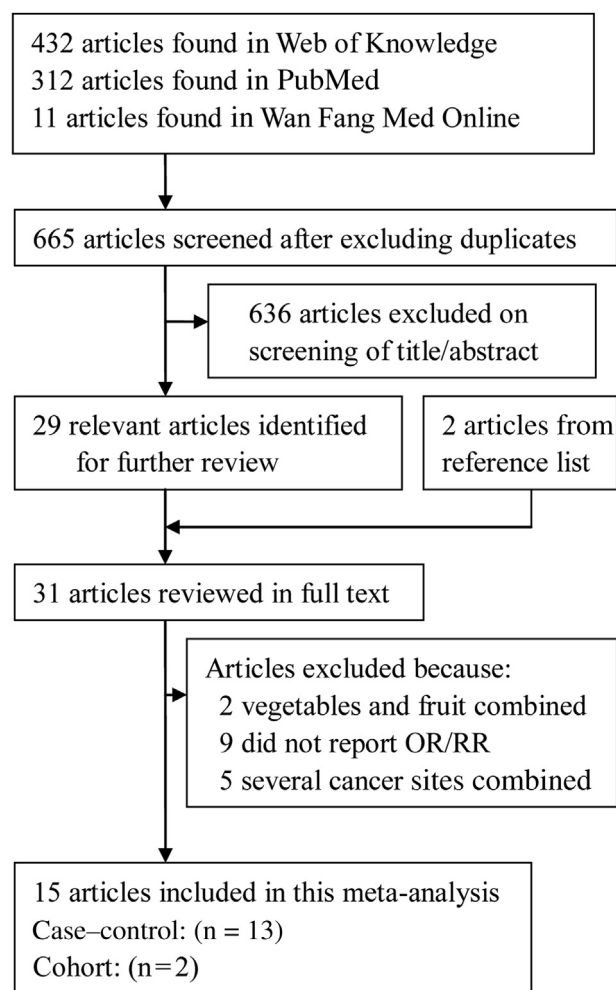 432 articles found in Web of Knowledge
312 articles found in PubMed
11 articles found in Wan Fang Med Online
665 articles screened after excluding duplicates
636 articles excluded on
screening of title/abstract
29 relevant articles identified
for further review
2 articles from
reference list
31 articles reviewed in full text
Articles excluded because:
2 vegetables and fruit combined
9 did not report OR/RR
5 several cancer sites combined
15 articles included in this meta-analysis
Case–control: (n = 13)
Cohort: (n=2)